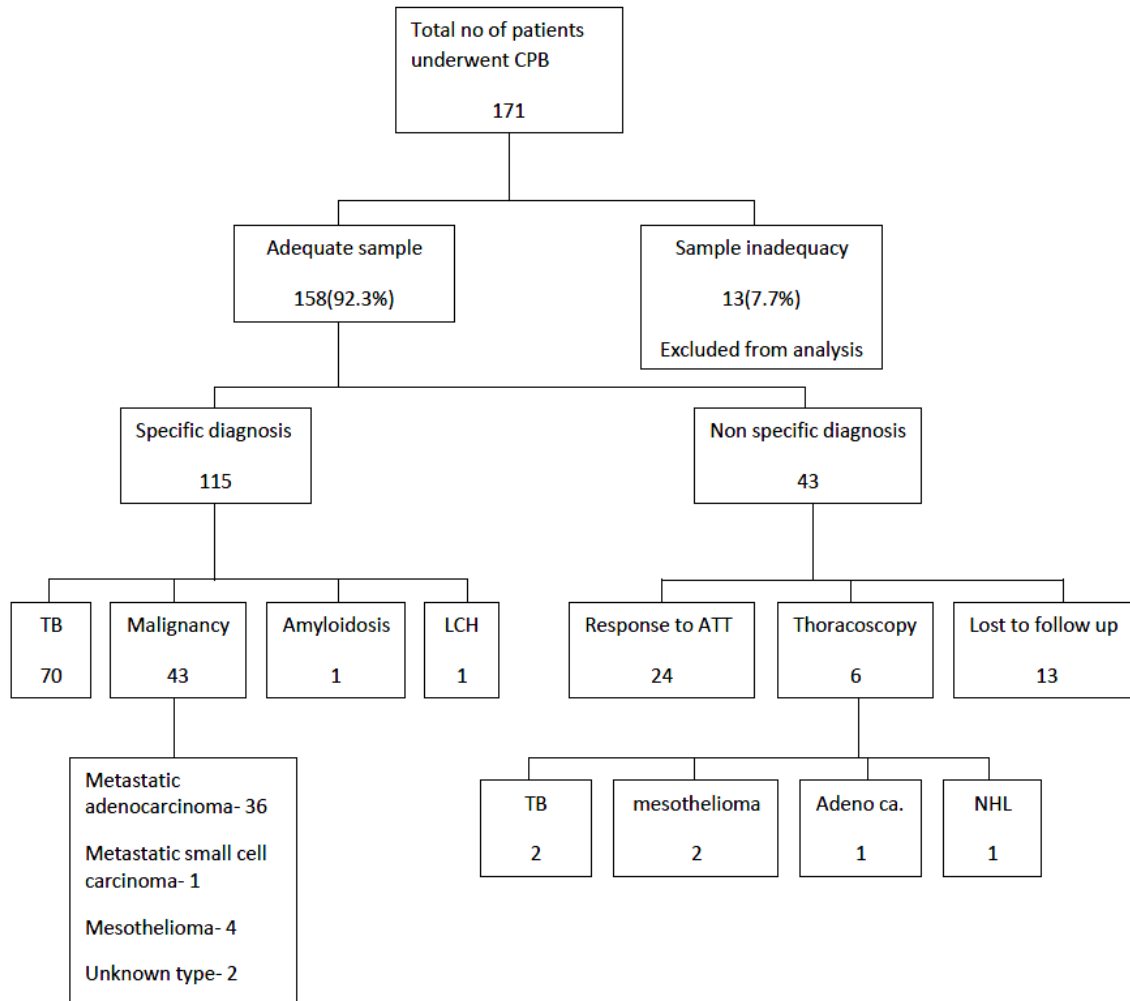 Total no of patients
underwent CPB
171
Adequate sample
158(92.3%)
Sample inadequacy
13(7.7%)
Excluded from analysis
Specific diagnosis
115
Non specific diagnosis
43
TB
70
Malignancy
43
Amyloidosis
1
LCH
1
Response to ATT
24
Thoracoscopy
6
Lost to follow up
13
Metastatic
adenocarcinoma- 36
Metastatic small cell
carcinoma- 1
Mesothelioma- 4
Unknown type- 2
TB
2
mesothelioma
2
Adeno ca.
1
NHL
1